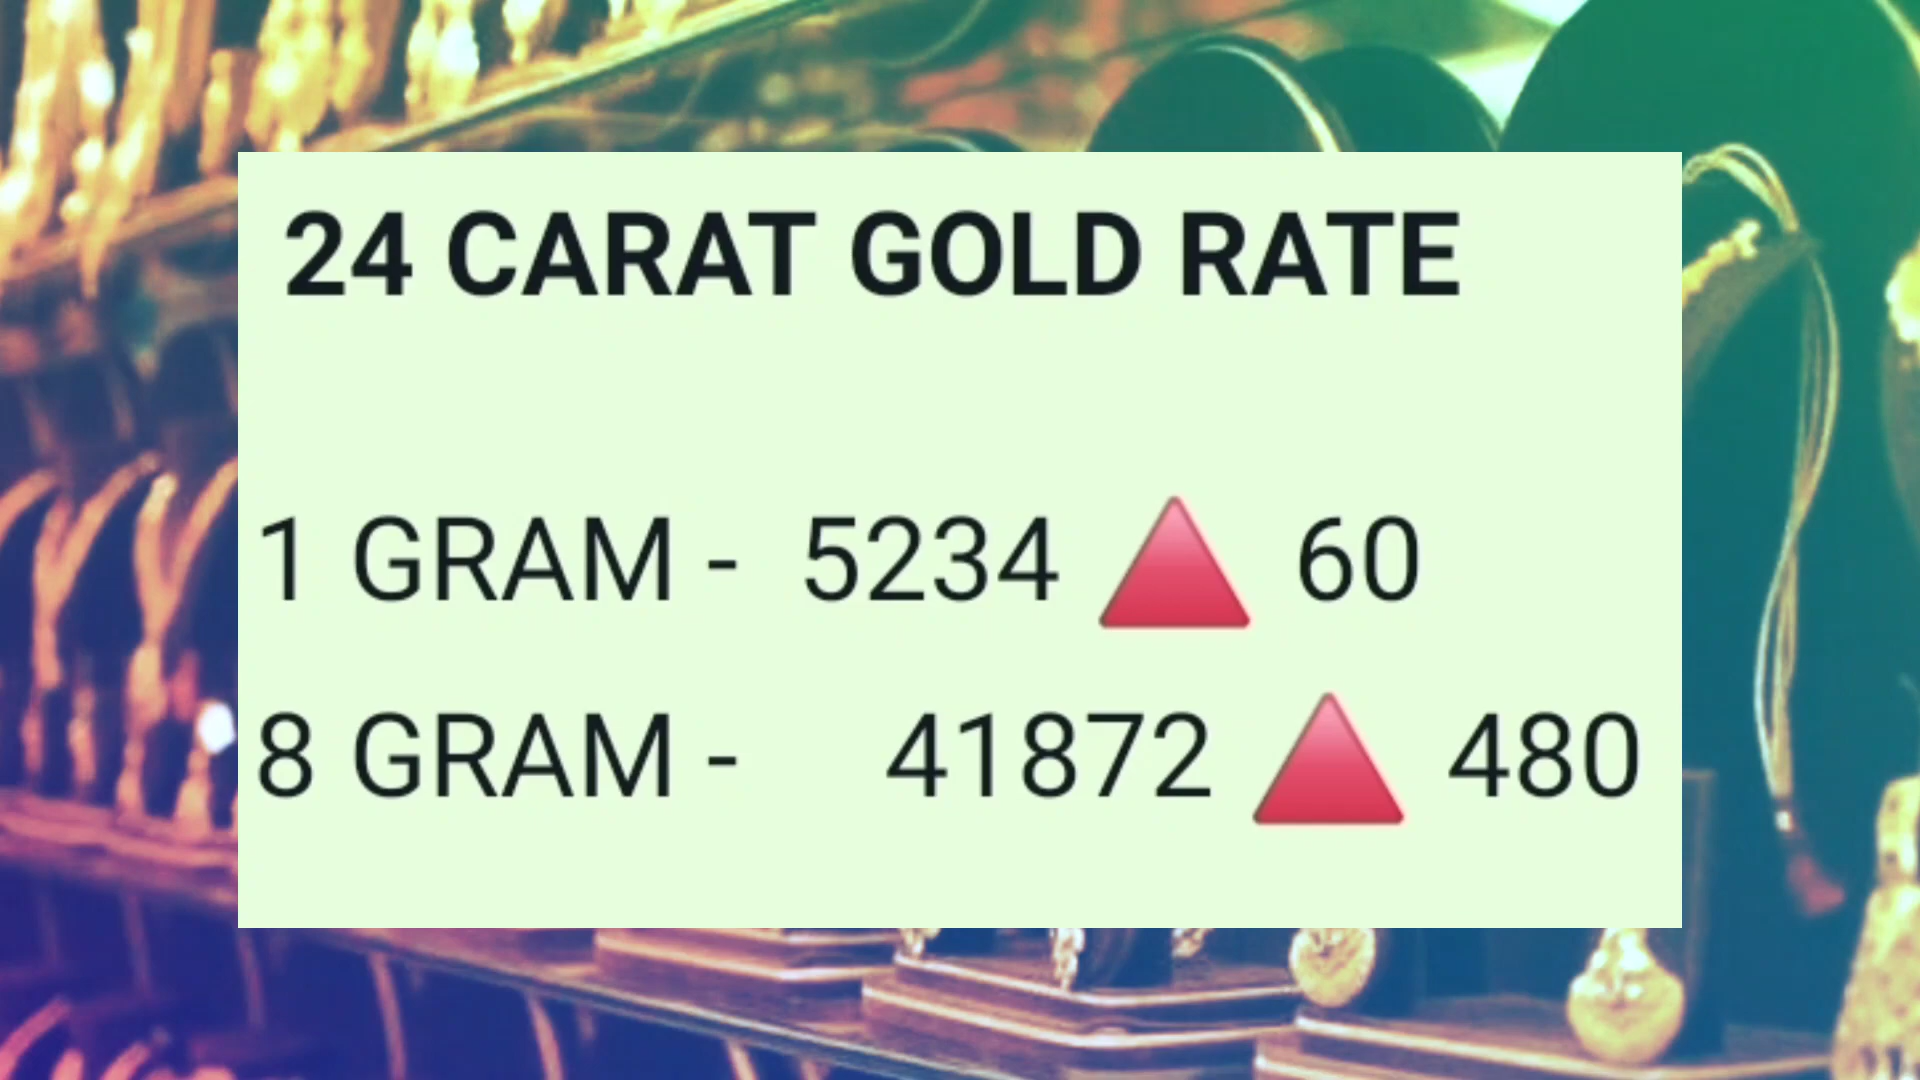 24 CARAT GOLD RATE
1 GRAM - 5234 🔺 60
8 GRAM - 41872 🔺 480